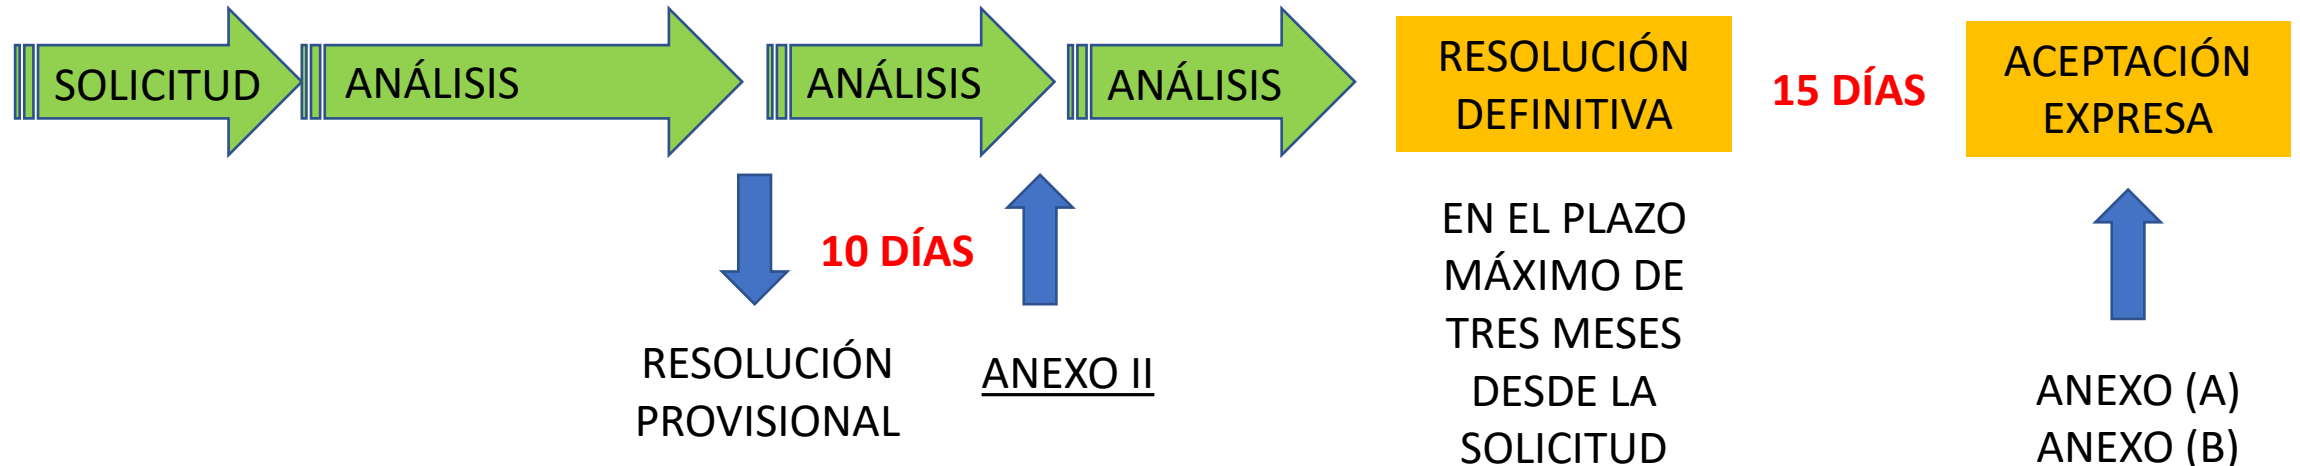 SOLICITUD
ANÁLISIS
ANÁLISIS
ANÁLISIS
RESOLUCIÓN
DEFINITIVA
15 DÍAS
ACEPTACIÓN
EXPRESA
10 DÍAS
RESOLUCIÓN
PROVISIONAL
ANEXO II
EN EL PLAZO
MÁXIMO DE
TRES MESES
DESDE LA
SOLICITUD
ANEXO (A)
ANEXO (B)